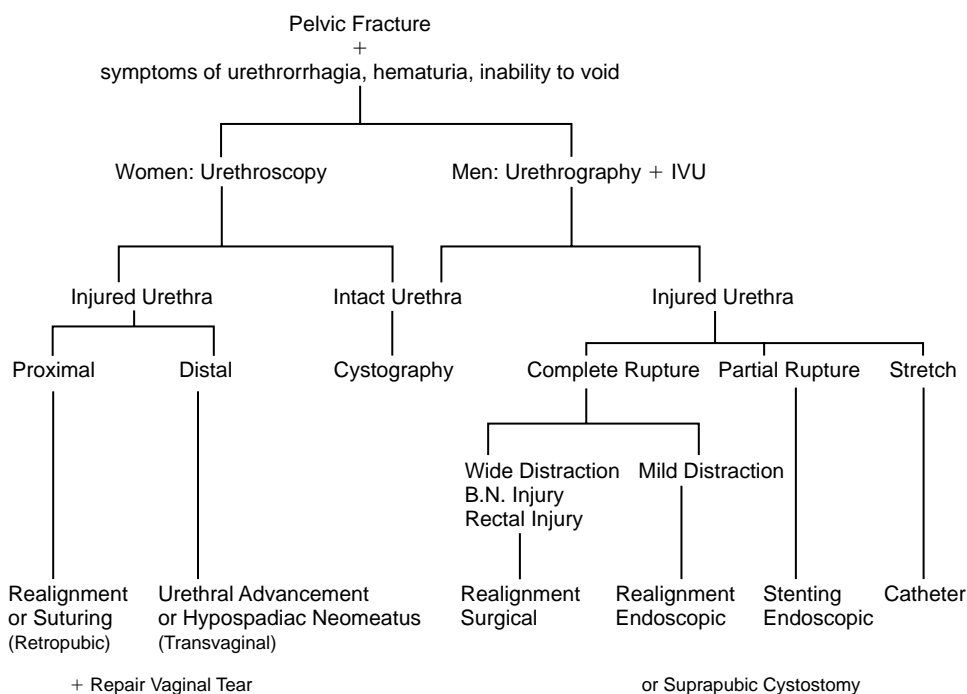 Pelvic Fracture
+
symptoms of urethrorrhagia, hematuria, inability to void
Women: Urethroscopy
Men: Urethrography + IVU
Injured Urethra
Intact Urethra
Injured Urethra
Proximal
Distal
Cystography
Complete Rupture
Partial Rupture
Stretch
Wide Distraction
B.N. Injury
Rectal Injury
Mild Distraction
Realignment
or Suturing
(Retropubic)
Urethral Advancement
or Hypospadiac Neomeatus
(Transvaginal)
Realignment
Surgical
Realignment
Endoscopic
Stenting
Endoscopic
Catheter
+ Repair Vaginal Tear
or Suprapubic Cystostomy